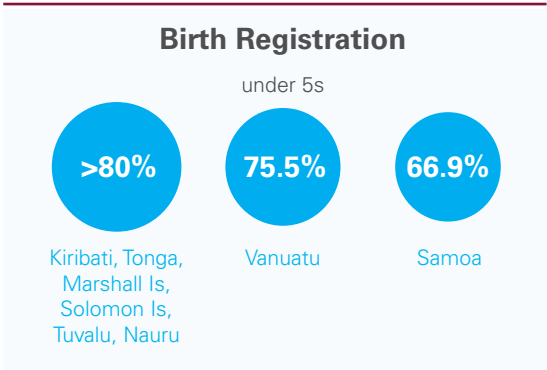 Birth Registration
under 5s
>80%
75.5%
66.9%
Kiribati, Tonga,
Marshall Is,
Solomon Is,
Tuvalu, Nauru
Vanuatu
Samoa